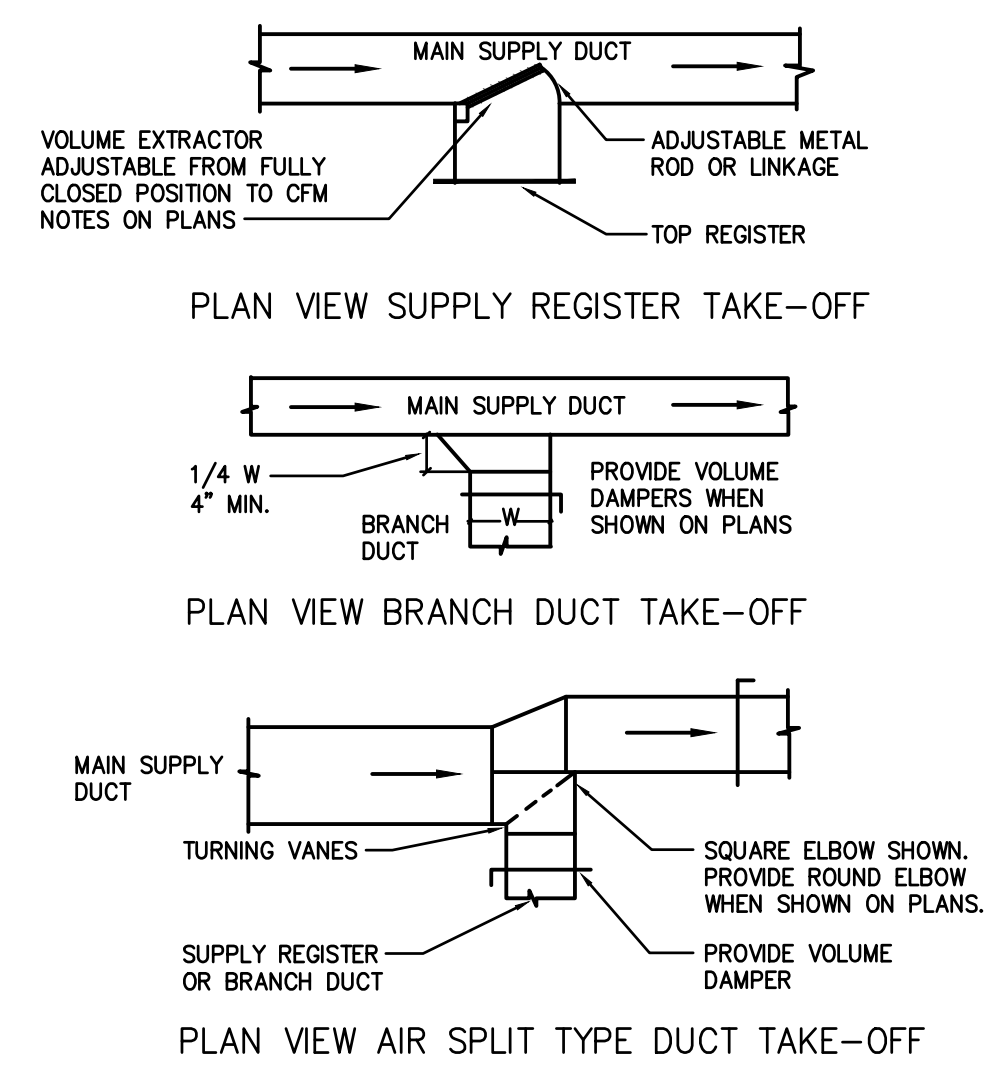 MAIN SUPPLY DUCT
VOLUME EXTRACTOR
ADJUSTABLE FROM FULLY
CLOSED POSITION TO CFM
NOTES ON PLANS
ADJUSTABLE METAL
ROD OR LINKAGE
TOP REGISTER
PLAN VIEW SUPPLY REGISTER TAKE-OFF
MAIN SUPPLY DUCT
1/4 W
4" MIN.
PROVIDE VOLUME
DAMPERS WHEN
SHOWN ON PLANS
BRANCH
DUCT
W
PLAN VIEW BRANCH DUCT TAKE-OFF
MAIN SUPPLY
DUCT
TURNING VANES
SQUARE ELBOW SHOWN.
PROVIDE ROUND ELBOW
WHEN SHOWN ON PLANS.
SUPPLY REGISTER
OR BRANCH DUCT
PROVIDE VOLUME
DAMPER
PLAN VIEW AIR SPLIT TYPE DUCT TAKE-OFF